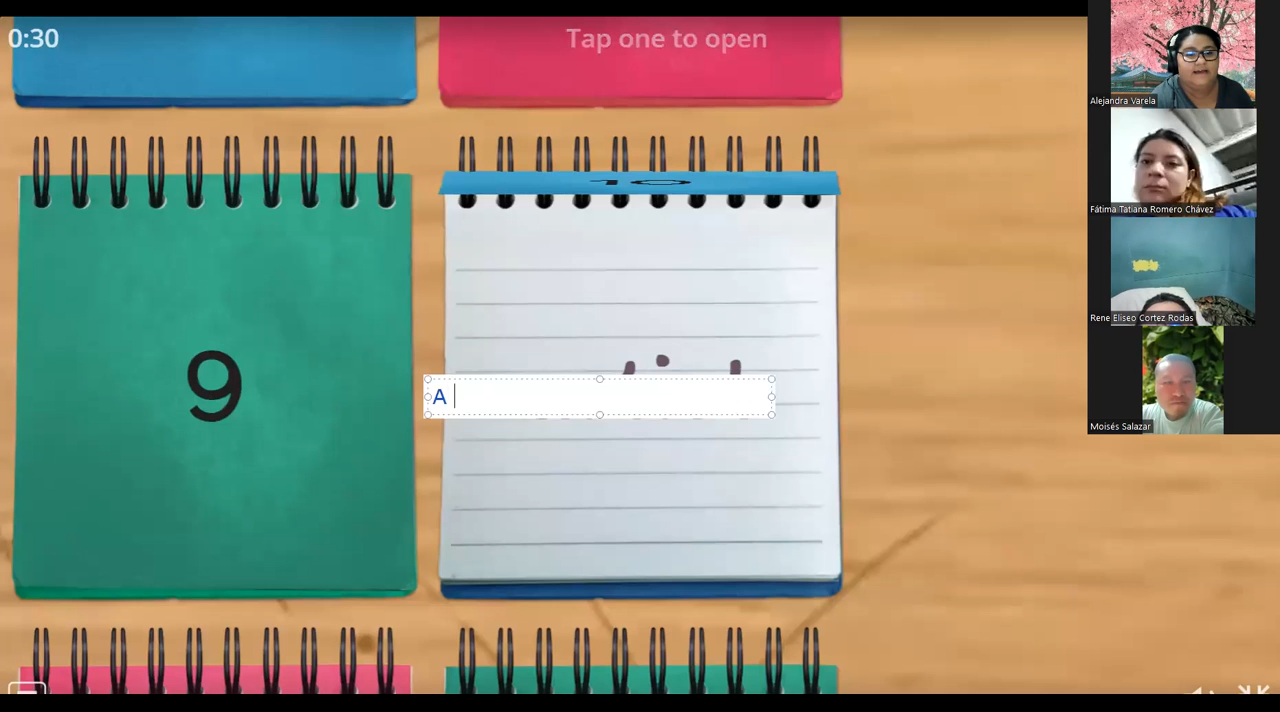 0:30
Tap one to open
10
9
A
Alejandra Varela
Fátima Tatiana Romero Chávez
Rene Eliseo Cortez Rodas
Moisés Salazar